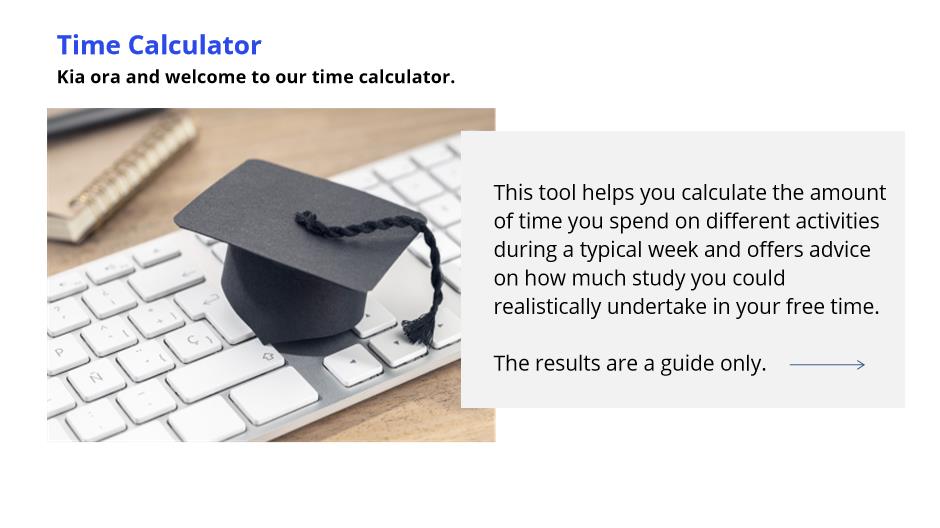 Time Calculator
Kia ora and welcome to our time calculator.
This tool helps you calculate the amount
of time you spend on different activities
during a typical week and offers advice
on how much study you could
realistically undertake in your free time.
The results are a guide only.
P
Ñ